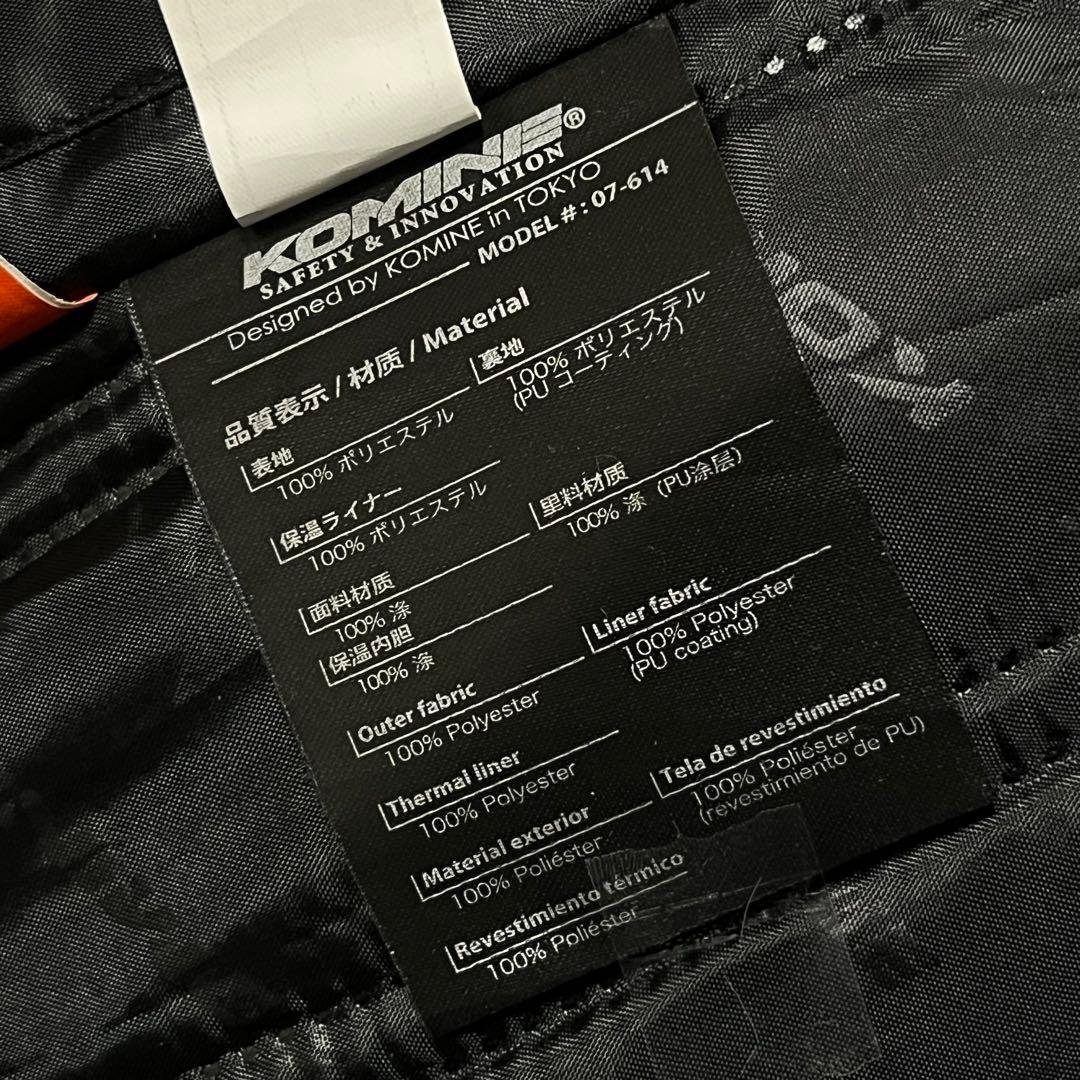 KOMINE®
SAFETY & INNOVATION
Designed by KOMINE in TOKYO
MODEL #: 07-614
品質表示 / 材质 / Material
表地
100% ポリエステル
裏地
100% ポリエステル
(PU コーティング)
保温ライナー
100% ポリエステル
面料材质
100% 涤
里料材质
100% 涤 (PU涂层)
保温内胆
100% 涤
Outer fabric
100% Polyester
Liner fabric
100% Polyester
(PU coating)
Thermal liner
100% Polyester
Material exterior
100% Poliéster
Tela de revestimiento
100% Poliéster
(revestimiento de PU)
Revestimiento térmico
100% Poliéster